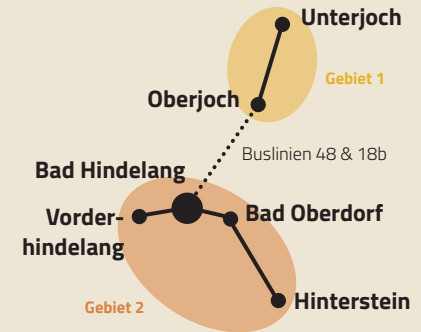 Unterjoch
Gebiet 1
Oberjoch
Buslinien 48 & 18b
Bad Hindelang
Vorder-
hindelang
Bad Oberdorf
Gebiet 2
Hinterstein